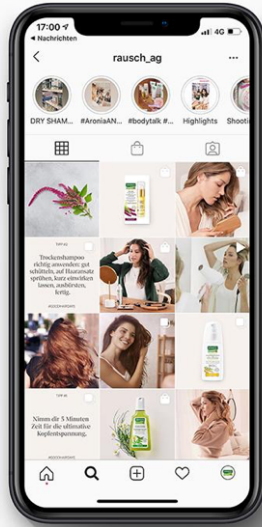 17:00
4G
◀ Nachrichten
rausch_ag
DRY SHAM...
#AroniaAN...
#bodytalk #...
Highlights
Shooti
Trockenshampoo
richtig anwenden: gut
schütteln, auf Haaransatz
sprühen, kurz einwirken
lassen, ausbürsten,
fertig.
Nimm dir 5 Minuten
Zeit für die ultimative
Kopfentspannung.